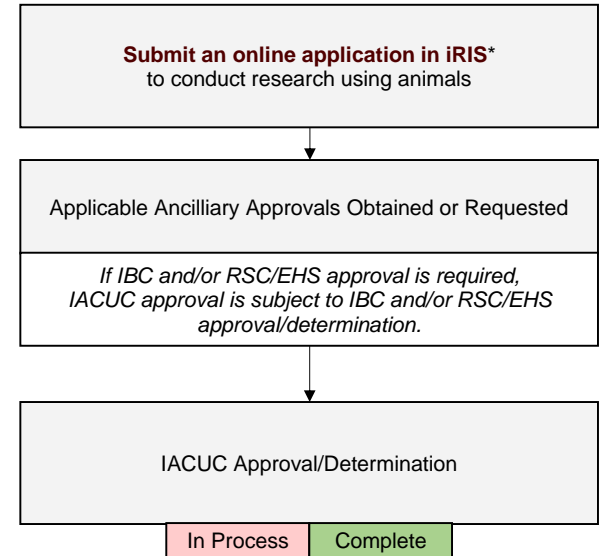 Submit an online application in iRIS*
to conduct research using animals
Applicable Ancilliary Approvals Obtained or Requested
If IBC and/or RSC/EHS approval is required,
IACUC approval is subject to IBC and/or RSC/EHS
approval/determination.
IACUC Approval/Determination
In Process Complete